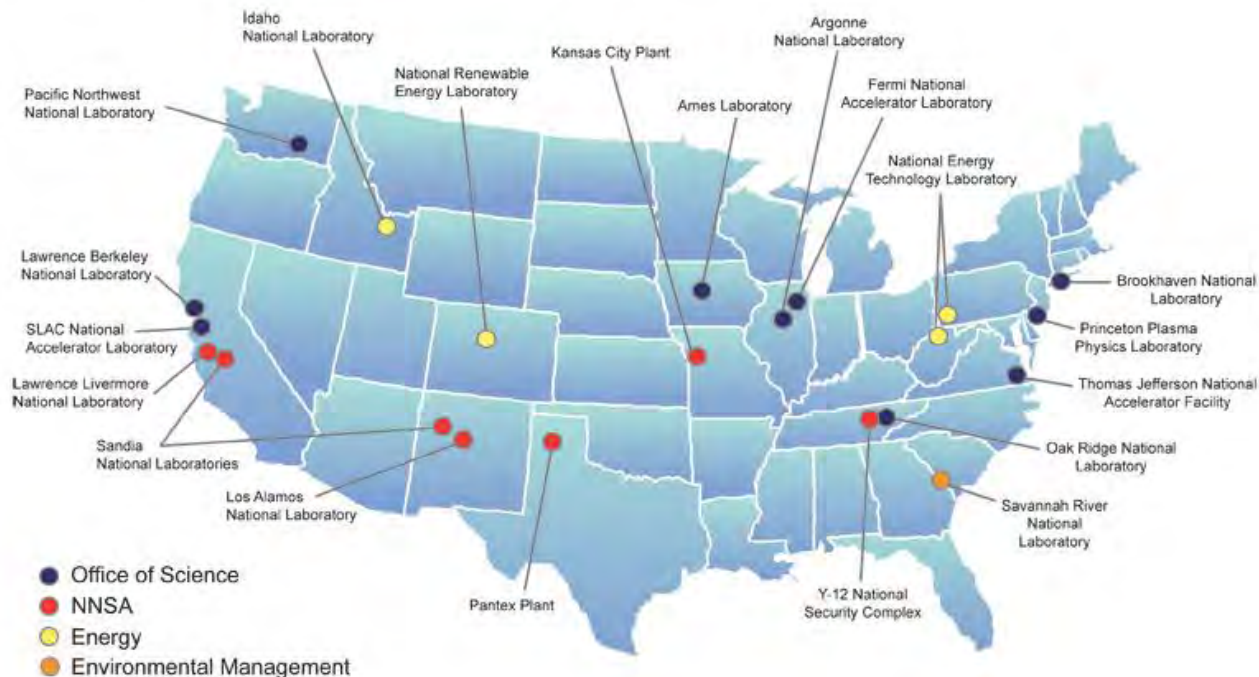 Idaho
National Laboratory
Argonne
National Laboratory
Kansas City Plant
National Renewable
Energy Laboratory
Fermi National
Accelerator Laboratory
Pacific Northwest
National Laboratory
Ames Laboratory
National Energy
Technology Laboratory
Lawrence Berkeley
National Laboratory
Brookhaven National
Laboratory
SLAC National
Accelerator Laboratory
Princeton Plasma
Physics Laboratory
Lawrence Livermore
National Laboratory
Thomas Jefferson National
Accelerator Facility
Sandia
National Laboratories
Oak Ridge National
Laboratory
Los Alamos
National Laboratory
Savannah River
National
Laboratory
Pantex Plant
Y-12 National
Security Complex
Office of Science
NNSA
Energy
Environmental Management